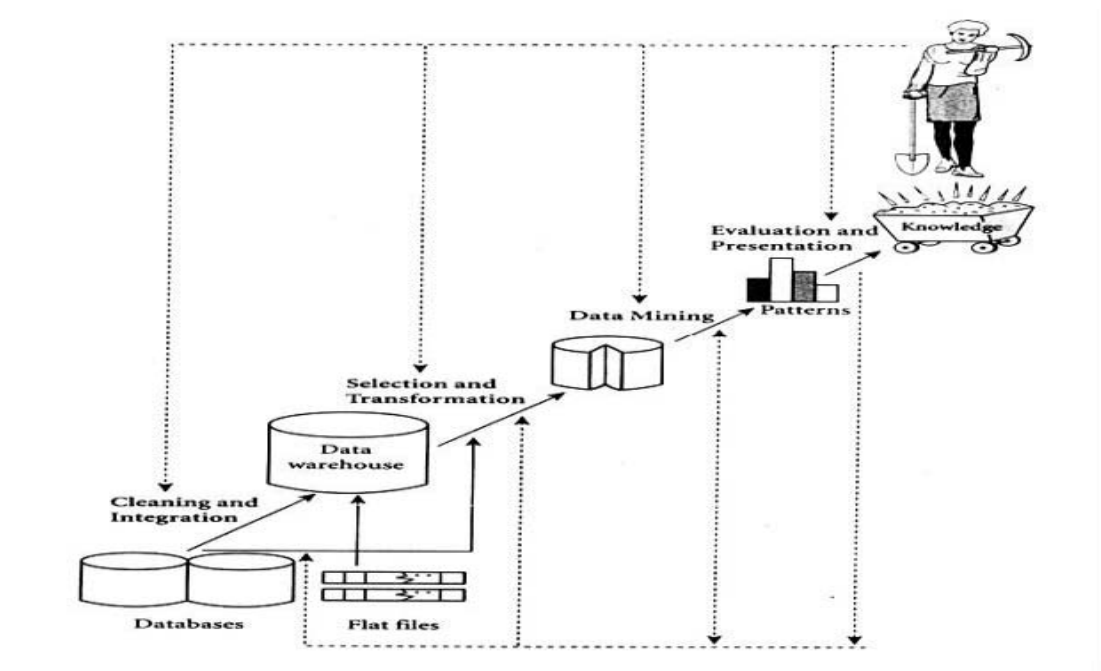 Evaluation and
Presentation
Knowledge
Patterns
Data Mining
Selection and
Transformation
Data
warehouse
Cleaning and
Integration
Databases
Flat files